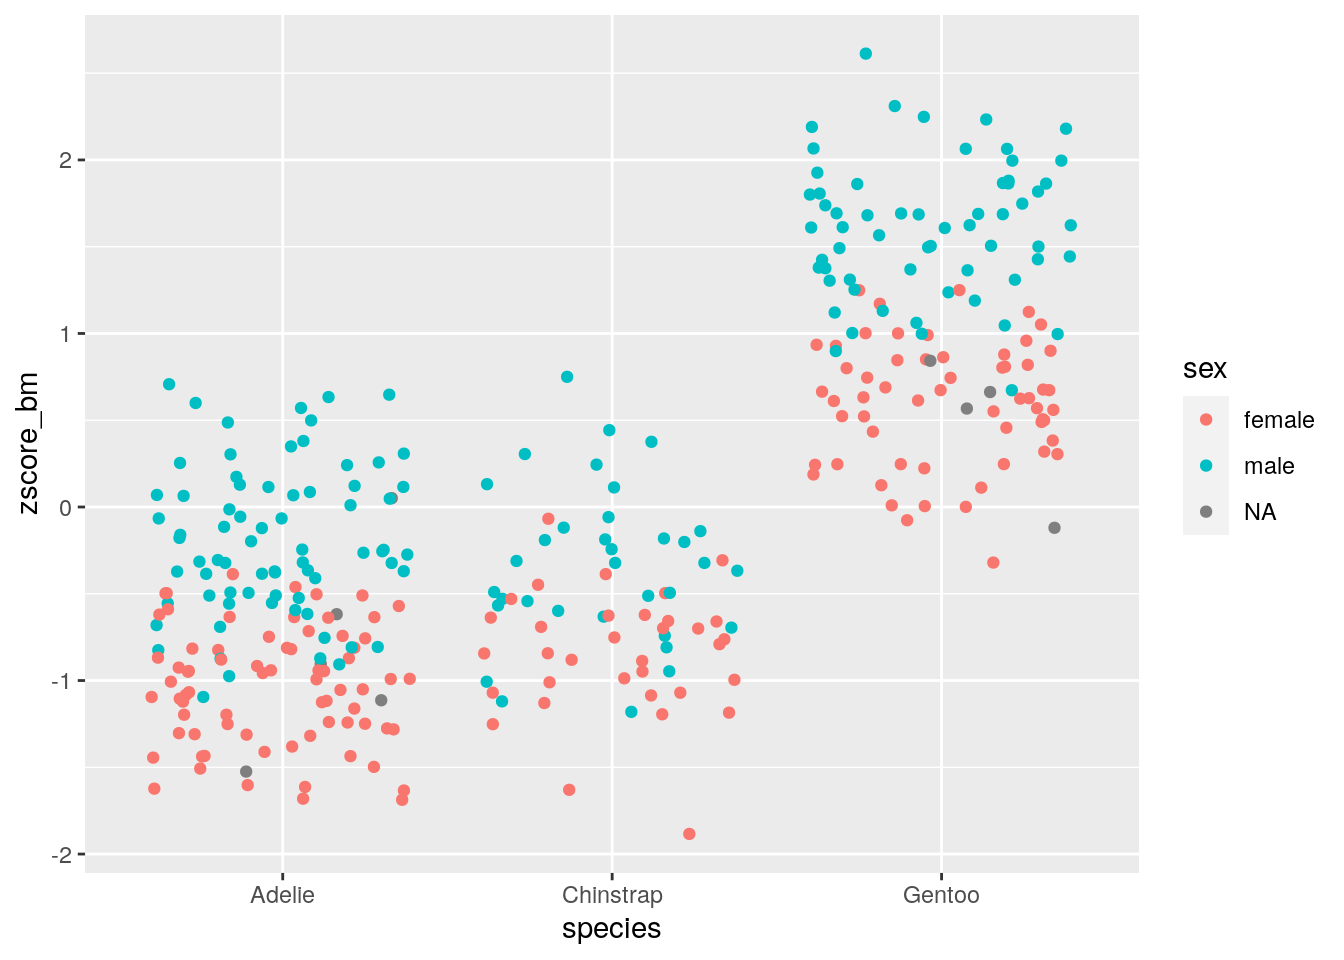 2
1
0
-1
-2
zscore_bm
Adelie
Chinstrap
Gentoo
species
sex
female
male
NA